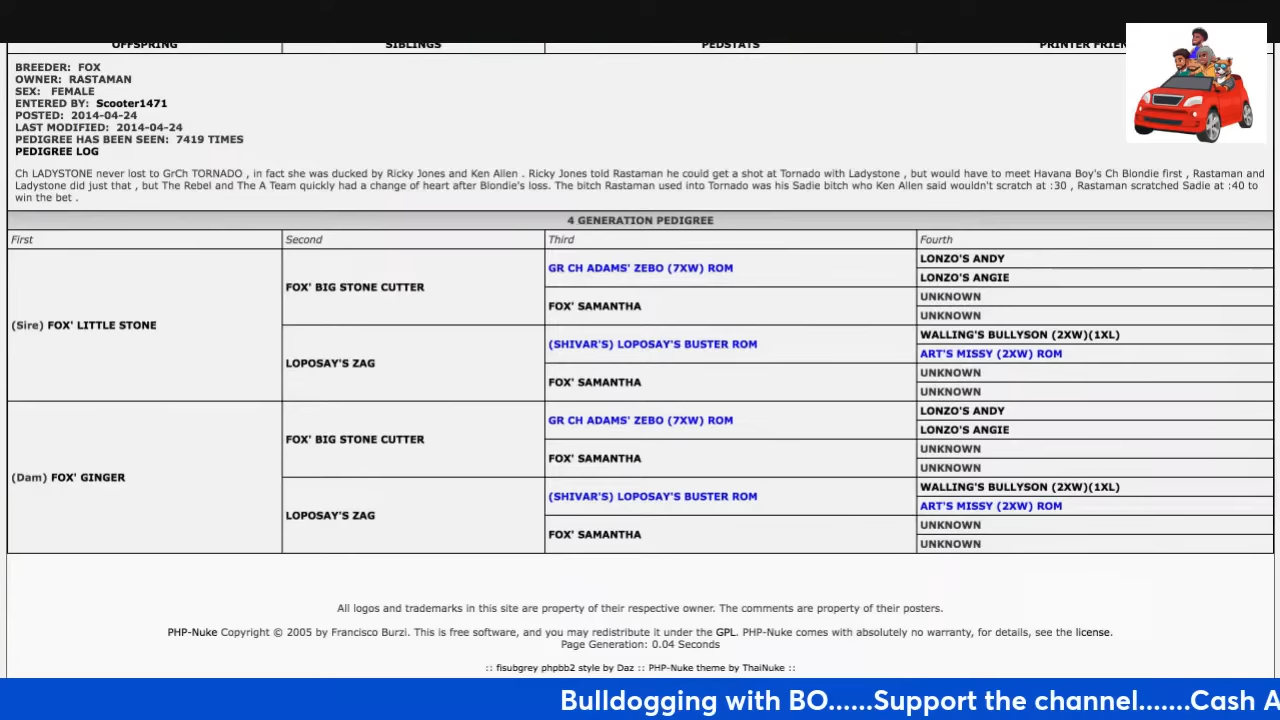 OFFSPRING SIBLINGS PEDSTATS PRINTER FRIEN
BREEDER: FOX
OWNER: RASTAMAN
SEX: FEMALE
ENTERED BY: Scooter1471
POSTED: 2014-04-24
LAST MODIFIED: 2014-04-24
PEDIGREE HAS BEEN SEEN: 7419 TIMES
PEDIGREE LOG
Ch LADYSTONE never lost to GrCh TORNADO , in fact she was ducked by Ricky Jones and Ken Allen . Ricky Jones told Rastaman he could get a shot at Tornado with Ladystone , but would have to meet Havana Boy's Ch Blondie first , Rastaman and
Ladystone did just that , but The Rebel and The A Team quickly had a change of heart after Blondie's loss. The bitch Rastaman used into Tornado was his Sadie bitch who Ken Allen said wouldn't scratch at :30 , Rastaman scratched Sadie at :40 to
win the bet .
4 GENERATION PEDIGREE
First Second Third Fourth
(Sire) FOX' LITTLE STONE
FOX' BIG STONE CUTTER
GR CH ADAMS' ZEBO (7XW) ROM
LONZO'S ANDY
LONZO'S ANGIE
FOX' SAMANTHA
UNKNOWN
UNKNOWN
LOPOSAY'S ZAG
(SHIVAR'S) LOPOSAY'S BUSTER ROM
WALLING'S BULLYSON (2XW)(1XL)
ART'S MISSY (2XW) ROM
FOX' SAMANTHA
UNKNOWN
UNKNOWN
(Dam) FOX' GINGER
FOX' BIG STONE CUTTER
GR CH ADAMS' ZEBO (7XW) ROM
LONZO'S ANDY
LONZO'S ANGIE
FOX' SAMANTHA
UNKNOWN
UNKNOWN
LOPOSAY'S ZAG
(SHIVAR'S) LOPOSAY'S BUSTER ROM
WALLING'S BULLYSON (2XW)(1XL)
ART'S MISSY (2XW) ROM
FOX' SAMANTHA
UNKNOWN
UNKNOWN
All logos and trademarks in this site are property of their respective owner. The comments are property of their posters.
PHP-Nuke Copyright © 2005 by Francisco Burzi. This is free software, and you may redistribute it under the GPL. PHP-Nuke comes with absolutely no warranty, for details, see the license.
Page Generation: 0.04 Seconds
:: fisubgrey phpbb2 style by Daz :: PHP-Nuke theme by ThaiNuke ::
Bulldogging with BO......Support the channel.......Cash A